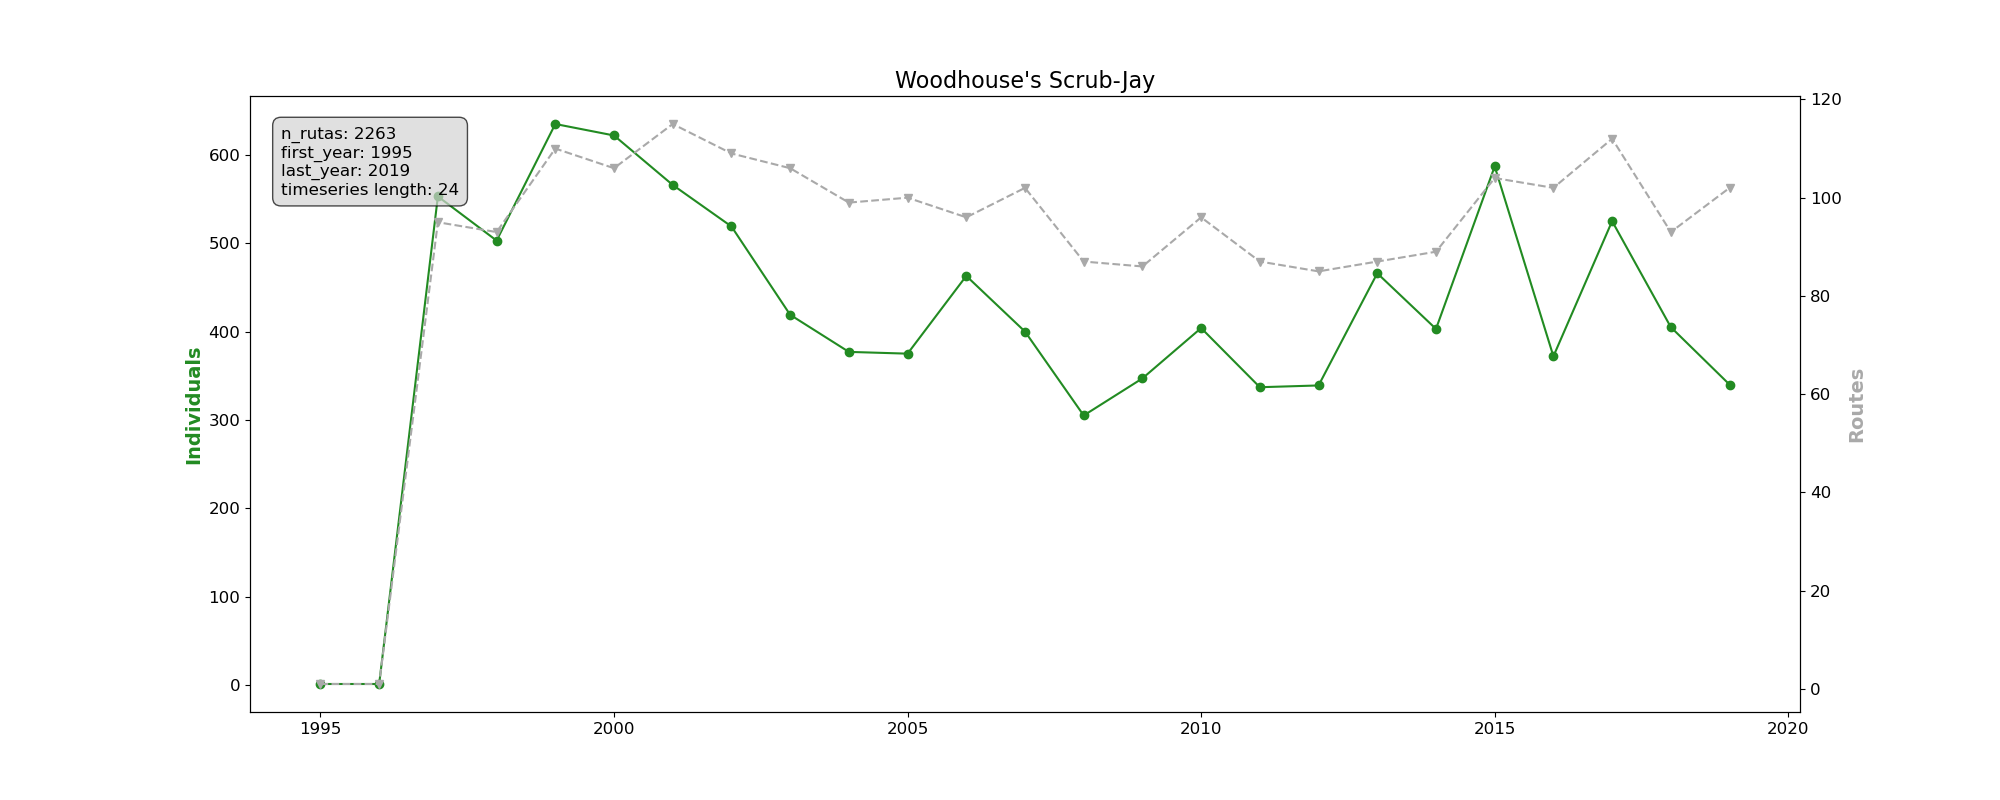 Woodhouse's Scrub-Jay
n_rutas: 2263
first_year: 1995
last_year: 2019
timeseries length: 24
Individuals
600
500
400
300
200
100
0
120
100
80
60
40
20
0
Routes
1995 2000 2005 2010 2015 2020